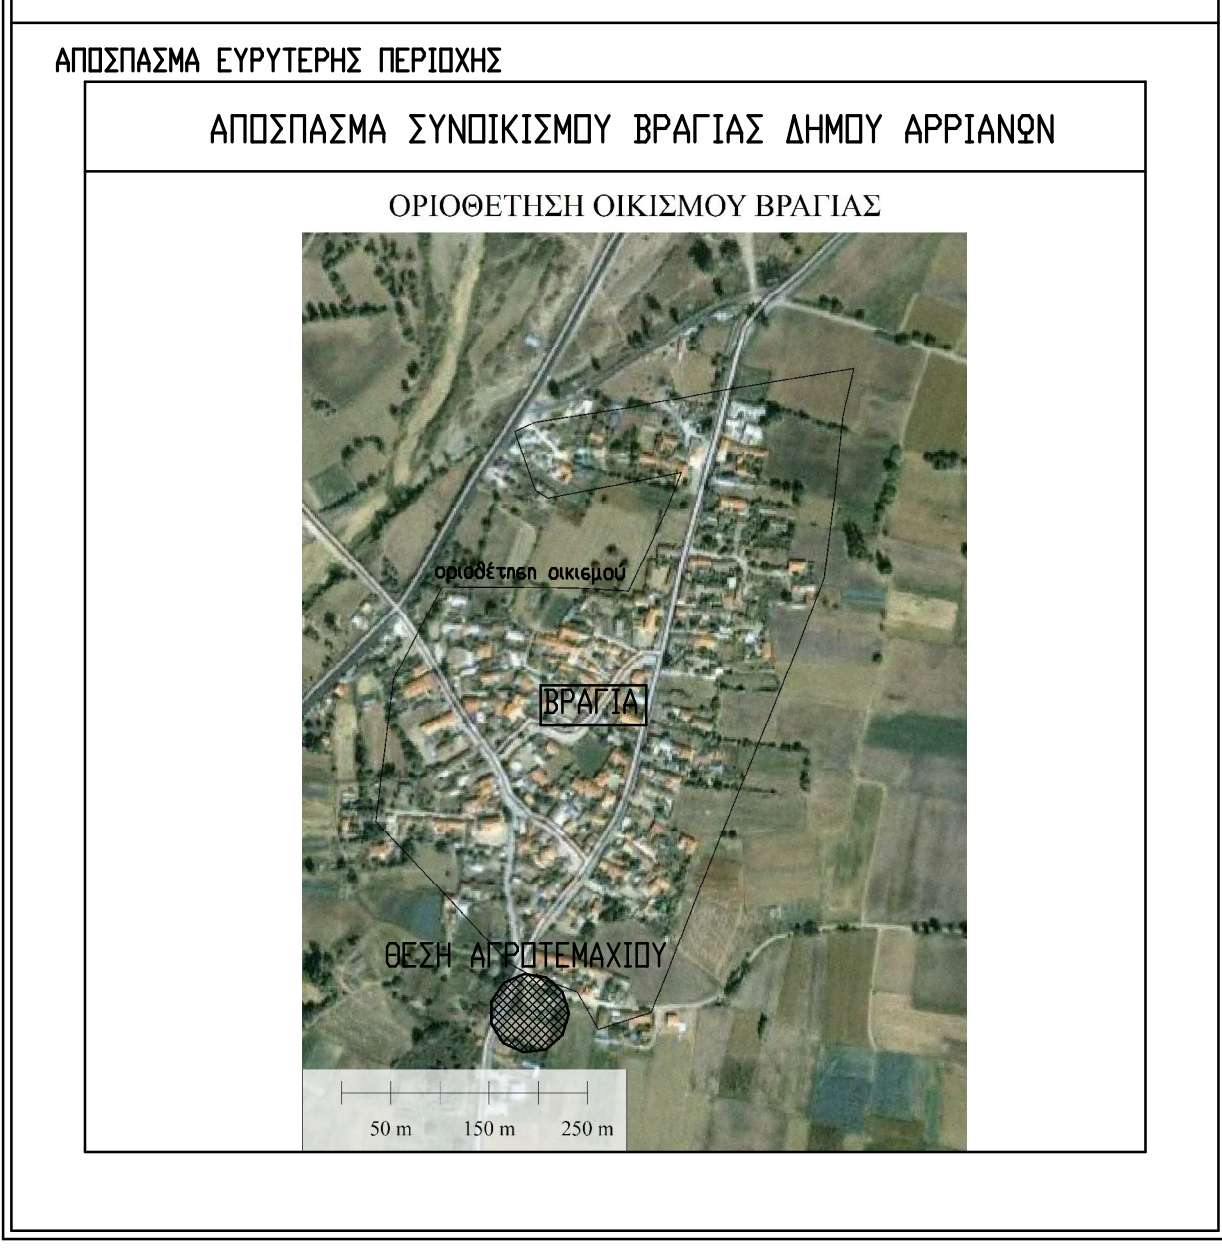 ΑΠΟΣΠΑΣΜΑ ΕΥΡΥΤΕΡΗΣ ΠΕΡΙΟΧΗΣ
ΑΠΟΣΠΑΣΜΑ ΣΥΝΟΙΚΙΣΜΟΥ ΒΡΑΓΙΑΣ ΔΗΜΟΥ ΑΡΡΙΑΝΩΝ
ΟΡΙΟΘΕΤΗΣΗ ΟΙΚΙΣΜΟΥ ΒΡΑΓΙΑΣ
οριοθέτηση οικισμού
ΒΡΑΓΙΑ
ΘΕΣΗ ΑΓΡΟΤΕΜΑΧΙΟΥ
50 m 150 m 250 m